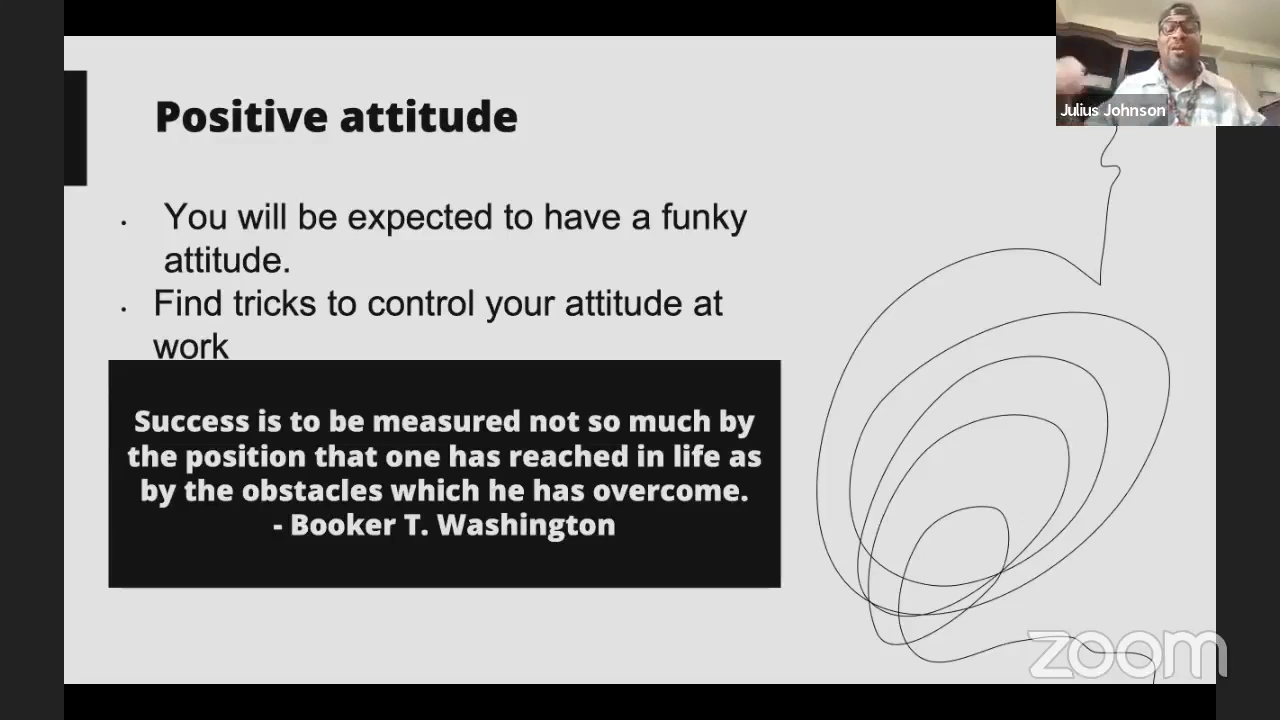 Julius Johnson
Positive attitude
· You will be expected to have a funky
attitude.
· Find tricks to control your attitude at
work
Success is to be measured not so much by
the position that one has reached in life as
by the obstacles which he has overcome.
- Booker T. Washington
zoom